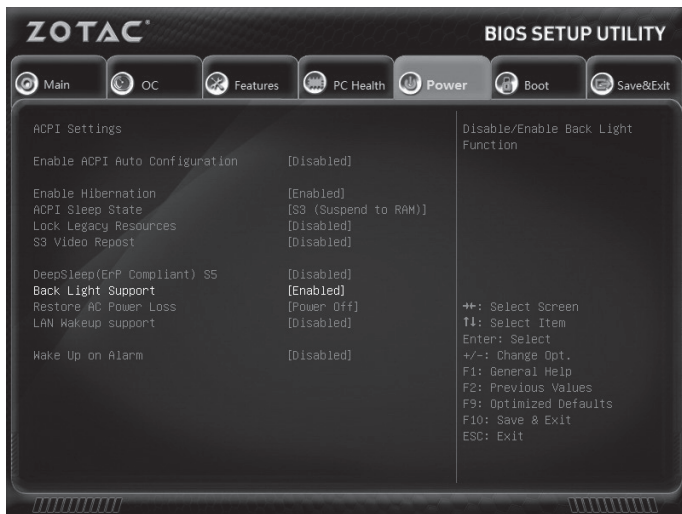 ZOTAC®
BIOS SETUP UTILITY
Main
OC
Features
PC Health
Power
Boot
Save&Exit
ACPI Settings
Enable ACPI Auto Configuration [Disabled]
Enable Hibernation [Enabled]
ACPI Sleep State [S3 (Suspend to RAM)]
Lock Legacy Resources [Disabled]
S3 Video Repost [Disabled]
DeepSleep(ErP Compliant) S5 [Disabled]
Back Light Support [Enabled]
Restore AC Power Loss [Power Off]
LAN Wakeup support [Disabled]
Wake Up on Alarm [Disabled]
Disable/Enable Back Light
Function
→←: Select Screen
↑↓: Select Item
Enter: Select
+/-: Change Opt.
F1: General Help
F2: Previous Values
F9: Optimized Defaults
F10: Save & Exit
ESC: Exit